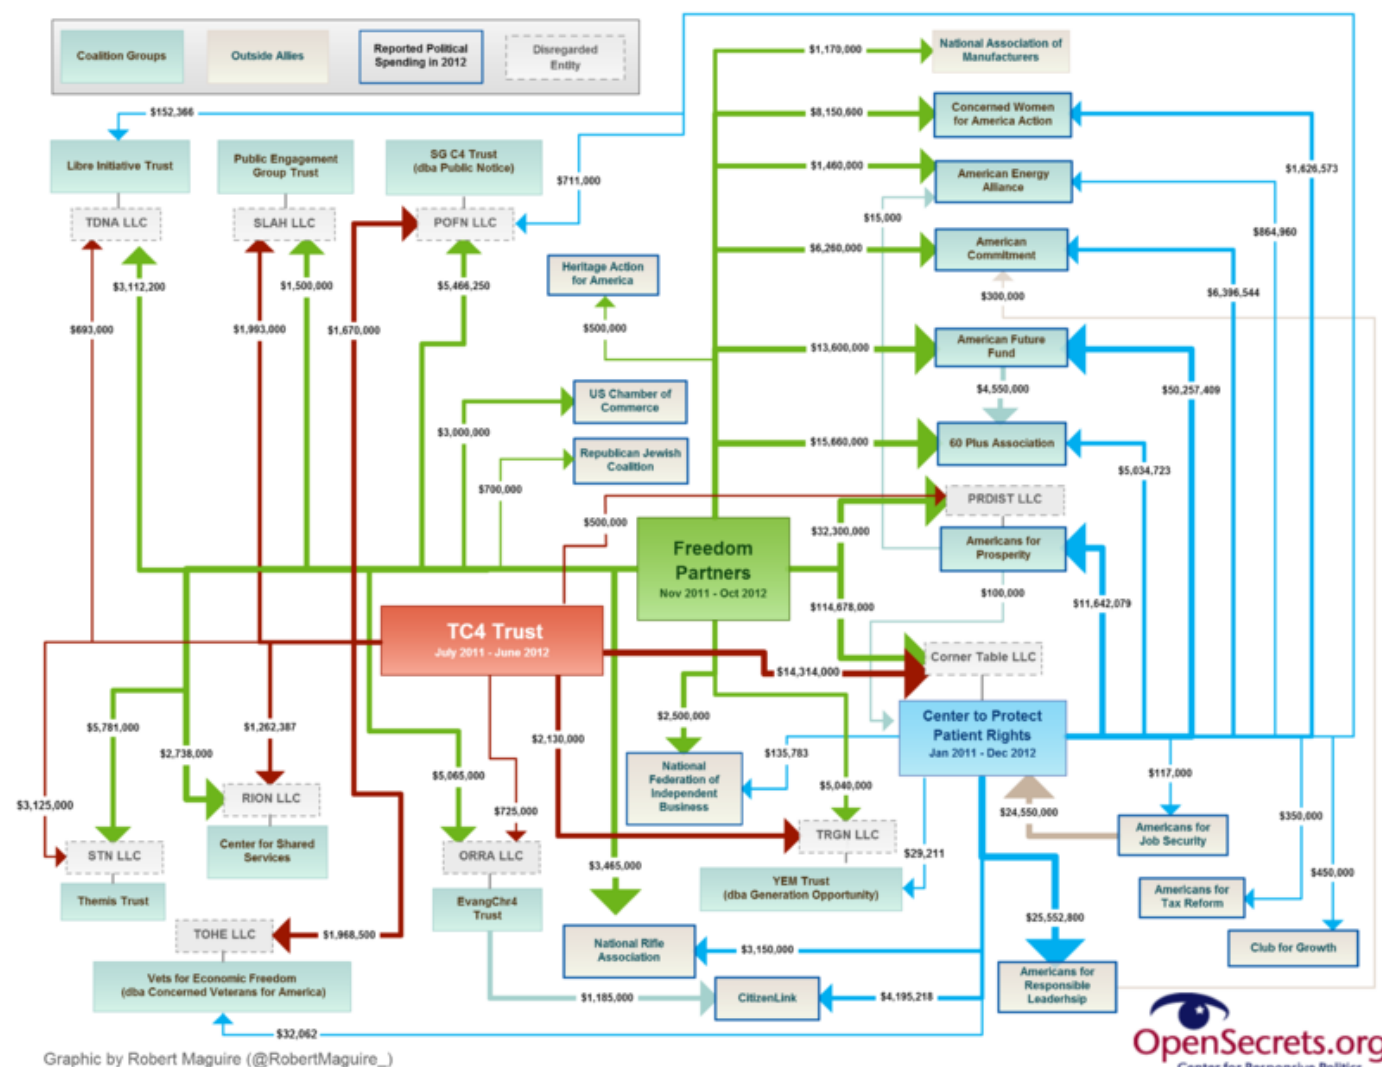 Coalition Groups
Outside Allies
Reported Political
Spending in 2012
Disregarded
Entity
$1,170,000
National Association of
Manufacturers
$152,366
$8,150,600
Concerned Women
for America Action
Libre Initiative Trust
Public Engagement
Group Trust
SG C4 Trust
(dba Public Notice)
$711,000
$1,460,000
American Energy
Alliance
$1,626,573
TDNA LLC
SLAH LLC
POFN LLC
$15,000
$864,960
$6,260,000
American
Commitment
Heritage Action
for America
$3,112,200
$1,500,000
$5,466,250
$300,000
$6,396,544
$693,000
$1,993,000
$1,670,000
$500,000
$13,600,000
American Future
Fund
$4,550,000
$50,257,409
US Chamber of
Commerce
$3,000,000
$15,660,000
60 Plus Association
Republican Jewish
Coalition
$5,034,723
$700,000
PRDIST LLC
$500,000
$32,300,000
Americans for
Prosperity
Freedom
Partners
Nov 2011 - Oct 2012
$100,000
$114,678,000
$11,642,079
TC4 Trust
July 2011 - June 2012
Corner Table LLC
$14,314,000
Center to Protect
Patient Rights
Jan 2011 - Dec 2012
$5,781,000
$1,262,387
$2,500,000
$2,738,000
$2,130,000
$135,783
$5,065,000
National
Federation of
Independent
Business
$5,040,000
$117,000
$3,125,000
RION LLC
$725,000
$24,550,000
$350,000
Center for Shared
Services
TRGN LLC
Americans for
Job Security
STN LLC
ORRA LLC
$3,465,000
$29,211
$450,000
Themis Trust
EvangChr4
Trust
YEM Trust
(dba Generation Opportunity)
Americans for
Tax Reform
$25,552,800
TOHE LLC
$1,968,500
National Rifle
Association
$3,150,000
Club for Growth
Vets for Economic Freedom
(dba Concerned Veterans for America)
$1,185,000
CitizenLink
$4,195,218
Americans for
Responsible
Leaderhsip
$32,062
OpenSecrets.org
Center for Responsive Politics
Graphic by Robert Maguire (@RobertMaguire_)